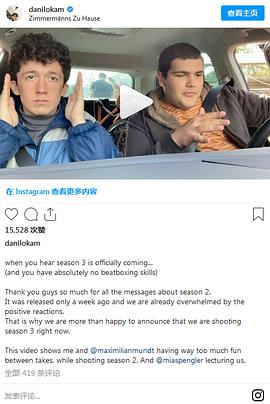 danilokam
Zimmermänns Zu Hause
查看主页
在 Instagram 查看更多内容
15.528 次赞
danilokam
when you hear season 3 is officially coming...
(and you have absolutely no beatboxing skills)
Thank you guys so much for all the messages about season 2.
It was released only a week ago and we are already overwhelmed by the
positive reactions.
That is why we are more than happy to announce that we are shooting
season 3 right now.
This video shows me and @maximilianmundt having way too much fun
between takes, while shooting season 2. And @miaspengler lecturing us.
全部 419 条评论
发表评论...